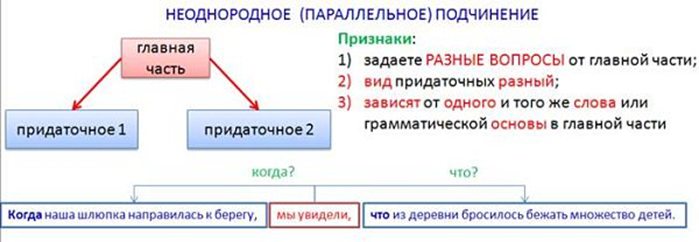 НЕОДНОРОДНОЕ (ПАРАЛЛЕЛЬНОЕ) ПОДЧИНЕНИЕ
главная
часть
придаточное 1
придаточное 2
Признаки:
1) задаете РАЗНЫЕ ВОПРОСЫ от главной части;
2) вид придаточных разный;
3) зависят от одного и того же слова или
грамматической основы в главной части
когда?
что?
Когда наша шлюпка направилась к берегу,
мы увидели,
что из деревни бросилось бежать множество детей.